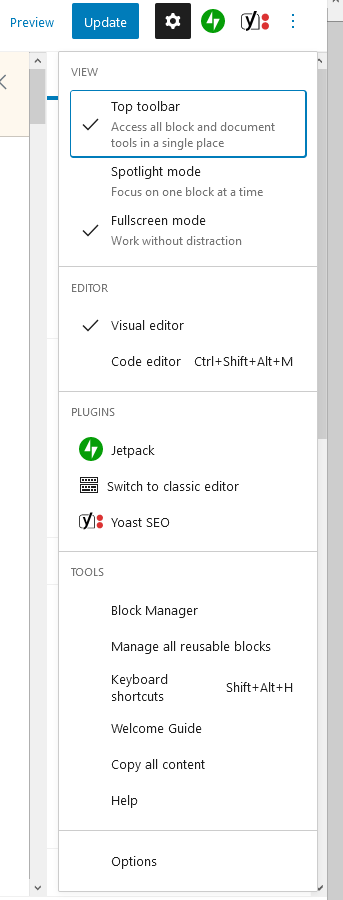 Preview Update
VIEW
Top toolbar
Access all block and document
tools in a single place
Spotlight mode
Focus on one block at a time
Fullscreen mode
Work without distraction
EDITOR
Visual editor
Code editor Ctrl+Shift+Alt+M
PLUGINS
Jetpack
Switch to classic editor
Yoast SEO
TOOLS
Block Manager
Manage all reusable blocks
Keyboard
shortcuts Shift+Alt+H
Welcome Guide
Copy all content
Help
Options